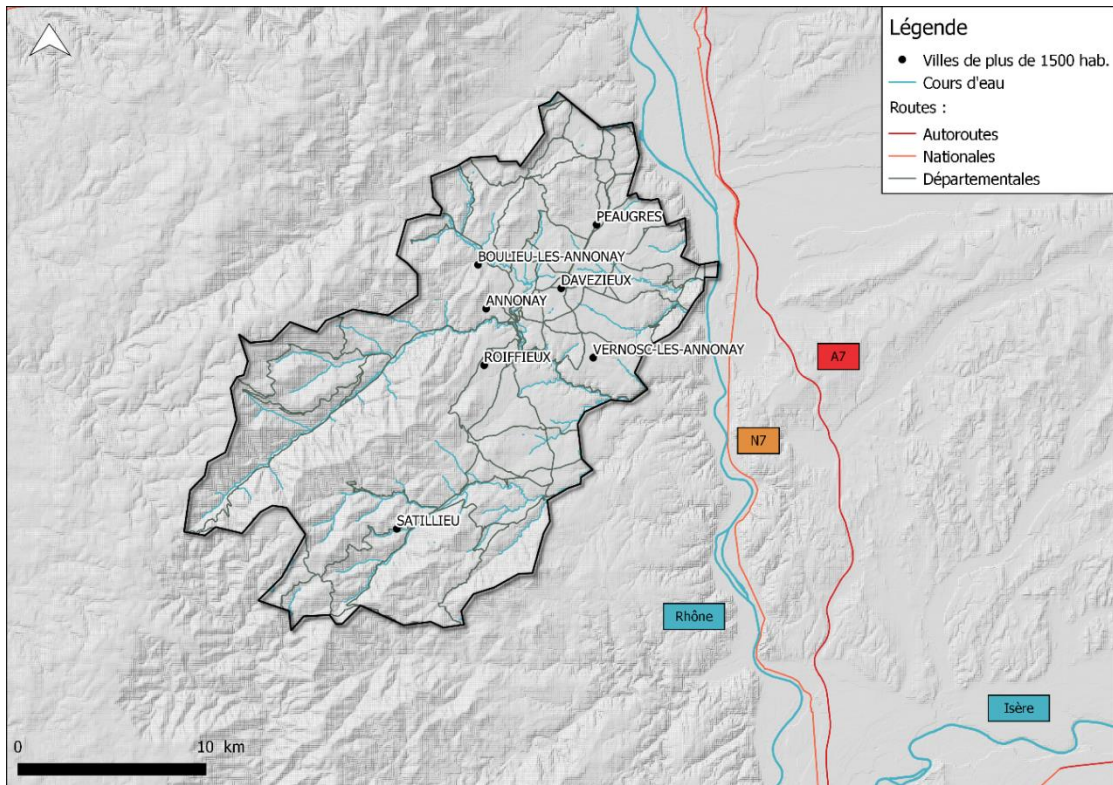 Légende
Villes de plus de 1500 hab.
Cours d'eau
Routes :
Autoroutes
Nationales
Départementales
PEAUGRES
BOULIEU-LES-ANNONAY
DAVEZIEUX
ANNONAY
ROIFFIEUX
VERNOSC-LES-ANNONAY
A7
N7
SATILLIEU
Rhône
Isère
0 10 km